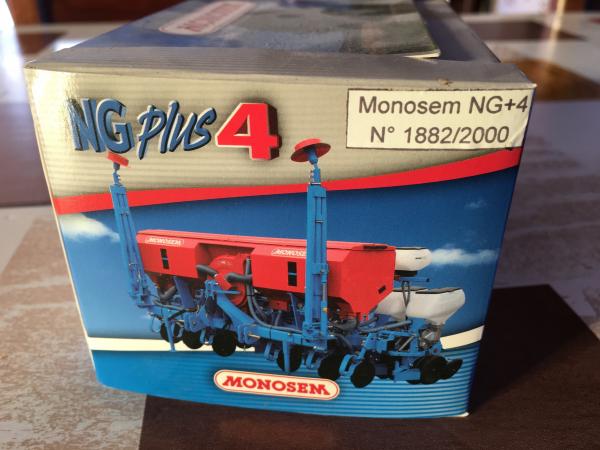 NG Plus 4
Monosem NG+4
N° 1882/2000
MONOSEM
MONOSEM
MONOSEM